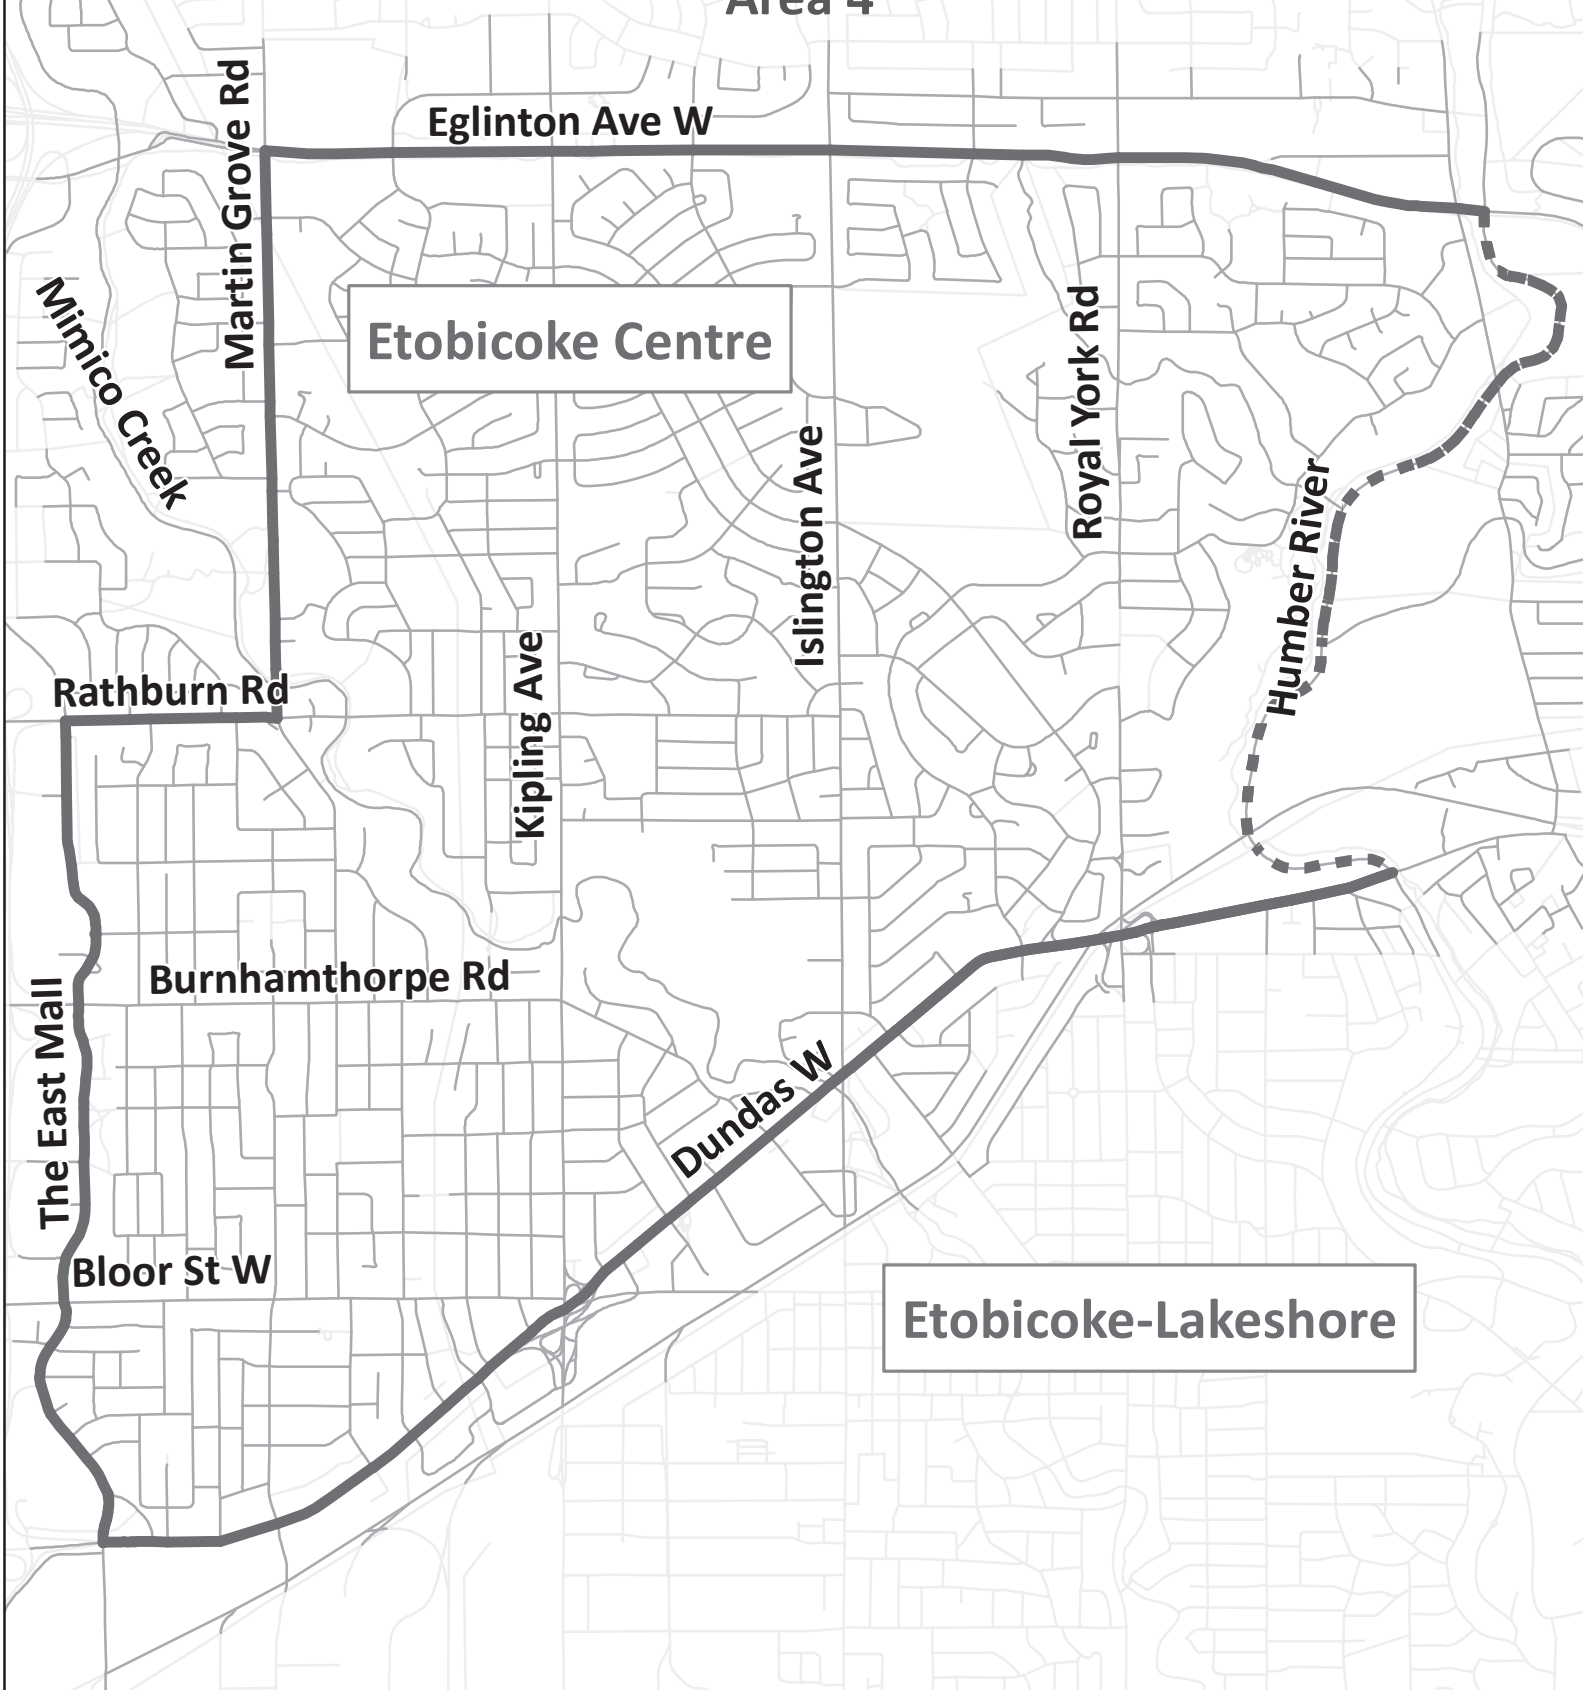 Area 4
Martin Grove Rd
Eglinton Ave W
Mimico Creek
Etobicoke Centre
Royal York Rd
Islington Ave
Humber River
Rathburn Rd
Kipling Ave
Burnhamthorpe Rd
The East Mall
Dundas W
Bloor St W
Etobicoke-Lakeshore